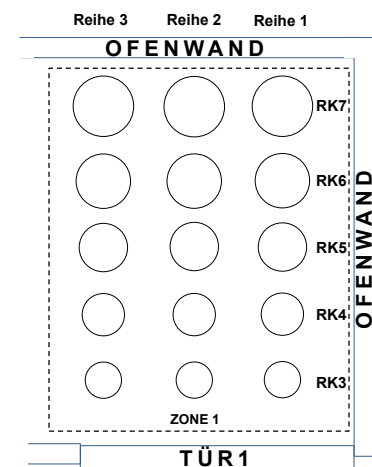 Reihe 3 Reihe 2 Reihe 1
OFENWAND
RK7
RK6
OFENWAND
RK5
RK4
RK3
ZONE 1
TÜR1